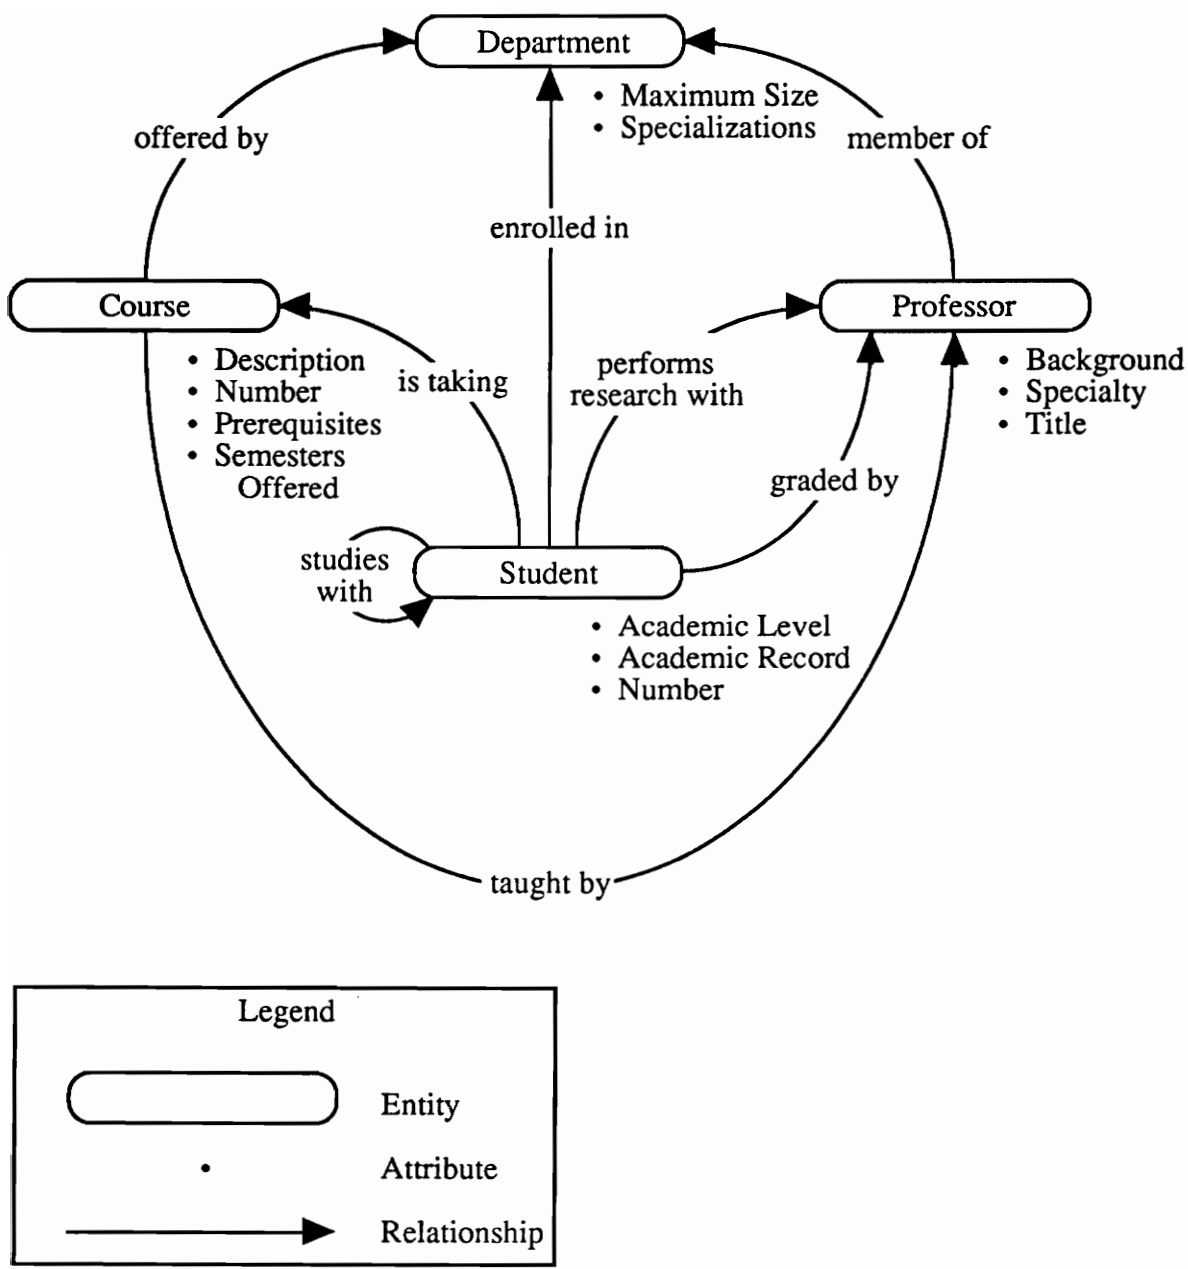 Department
• Maximum Size
• Specializations
offered by
member of
enrolled in
Course
Professor
• Description
• Number
• Prerequisites
• Semesters
Offered
is taking
performs
research with
• Background
• Specialty
• Title
graded by
studies
with
Student
• Academic Level
• Academic Record
• Number
taught by
Legend
Entity
• Attribute
Relationship